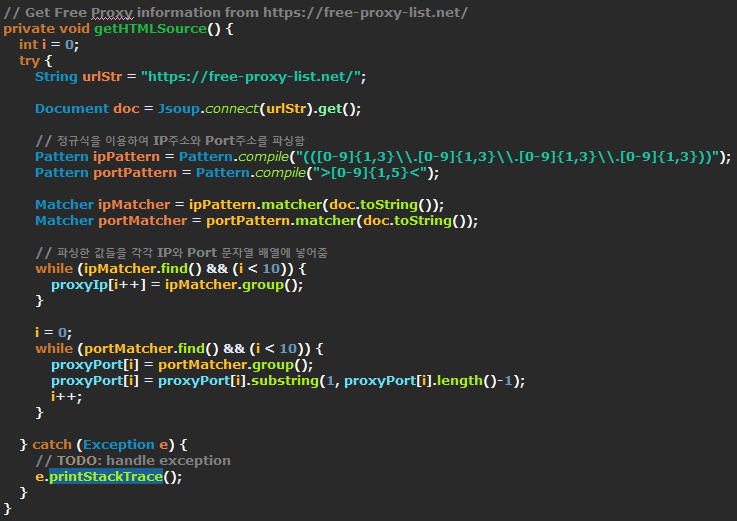 // Get Free Proxy information from https://free-proxy-list.net/
private void getHTMLSource() {
int i = 0;
try {
String urlStr = "https://free-proxy-list.net/";
Document doc = Jsoup.connect(urlStr).get();
// 정규식을 이용하여 IP주소와 Port주소를 파싱함
Pattern ipPattern = Pattern.compile("(([0-9]{1,3}\\.[0-9]{1,3}\\.[0-9]{1,3}\\.[0-9]{1,3}))");
Pattern portPattern = Pattern.compile(">[0-9]{1,5}<");
Matcher ipMatcher = ipPattern.matcher(doc.toString());
Matcher portMatcher = portPattern.matcher(doc.toString());
// 파싱한 값들을 각각 IP와 Port 문자열 배열에 넣어줌
while (ipMatcher.find() && (i < 10)) {
proxyIp[i++] = ipMatcher.group();
}
i = 0;
while (portMatcher.find() && (i < 10)) {
proxyPort[i] = portMatcher.group();
proxyPort[i] = proxyPort[i].substring(1, proxyPort[i].length()-1);
i++;
}
} catch (Exception e) {
// TODO: handle exception
e.printStackTrace();
}
}